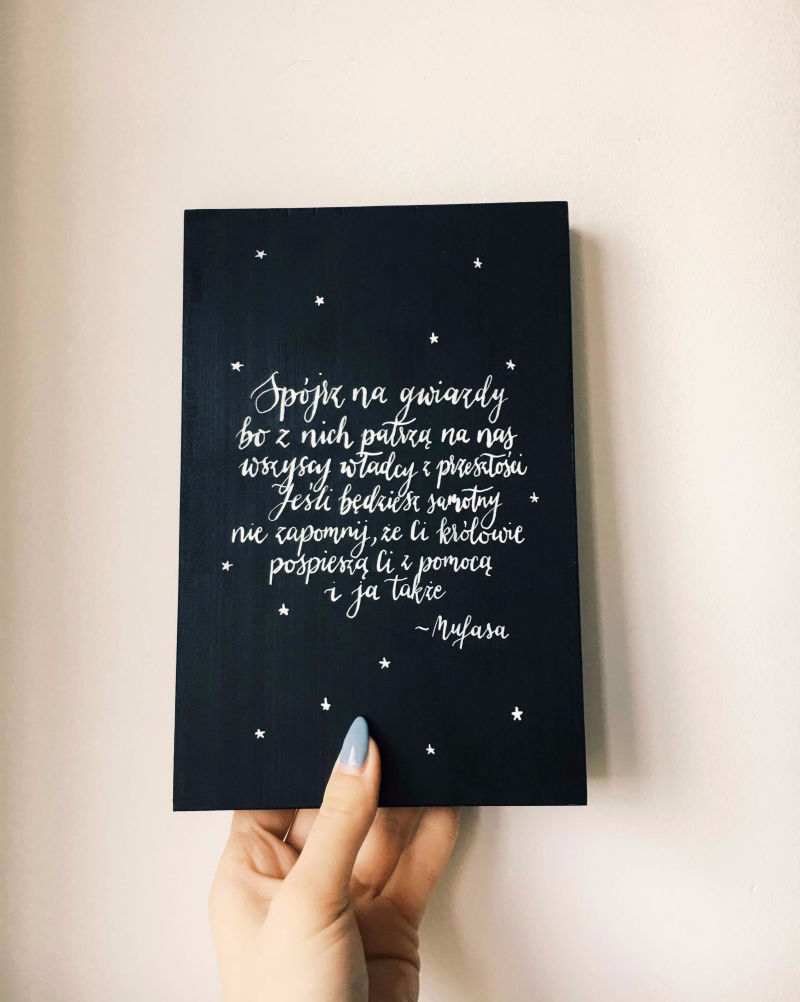 Spójrz na gwiazdy
bo z nich patrzą na nas
wszyscy władcy z przeszłości
Jeśli będziesz samotny
nie zapomnij, że Ci królowie
pospieszą Ci z pomocą
i ja także
~Mufasa